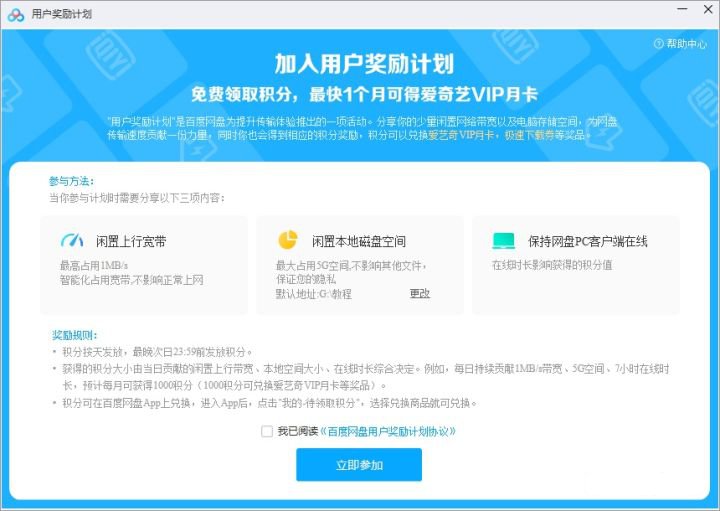 用户奖励计划
帮助中心
加入用户奖励计划
免费领取积分，最快1个月可得爱奇艺VIP月卡
"用户奖励计划"是百度网盘为提升传输体验推出的一项活动。分享你的少量闲置网络带宽以及电脑存储空间，为网盘
传输速度贡献一份力量，同时你也会得到相应的积分奖励，积分可以兑换爱艺奇VIP月卡，极速下载券等奖品。
参与方法：
当你参与计划时需要分享以下三项内容：
闲置上行宽带
最高占用1MB/s
智能化占用宽带,不影响正常上网
闲置本地磁盘空间
最大占用5G空间,不影响其他文件，
保证您的隐私
默认地址:G:\教程 更改
保持网盘PC客户端在线
在线时长影响获得的积分值
奖励规则：
• 积分按天发放，最晚次日23:59前发放积分。
• 获得的积分大小由当日贡献的闲置上行带宽、本地空间大小、在线时长综合决定。例如，每日持续贡献1MB/s带宽、5G空间、7小时在线时
长，预计每月可获得1000积分（1000积分可兑换爱艺奇VIP月卡等奖品）。
• 积分可在百度网盘App上兑换，进入App后，点击"我的-待领取积分"，选择兑换商品就可兑换。
我已阅读《百度网盘用户奖励计划协议》
立即参加